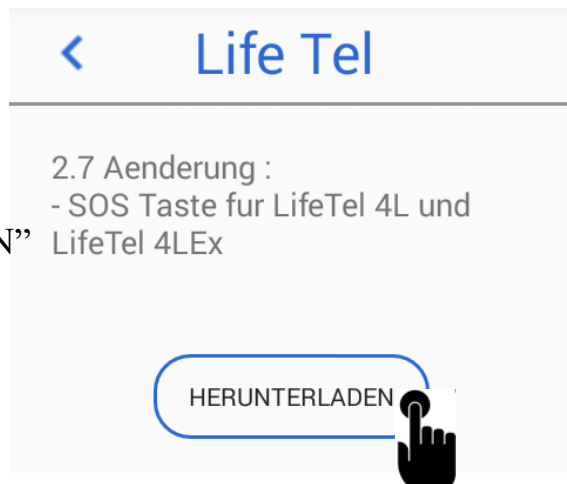 Life Tel
2.7 Aenderung :
- SOS Taste fur LifeTel 4L und
N” LifeTel 4LEx
HERUNTERLADEN